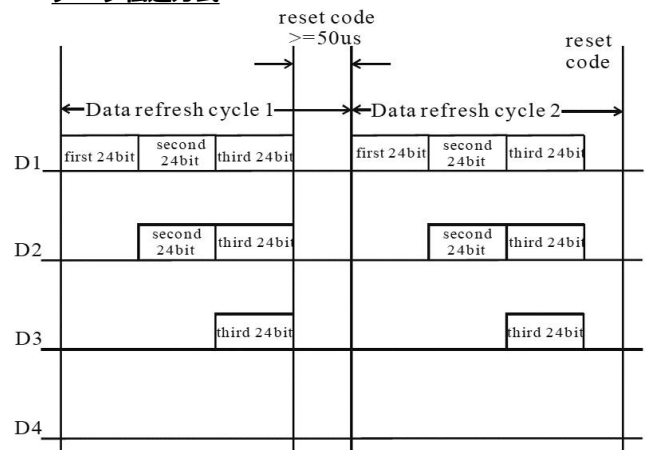 reset code
>=50us
reset
code
Data refresh cycle 1
Data refresh cycle 2
D1
first 24bit
second
24bit
third 24bit
first 24bit
second
24bit
third 24bit
D2
second
24bit
third 24bit
second
24bit
third 24bit
D3
third 24bit
third 24bit
D4